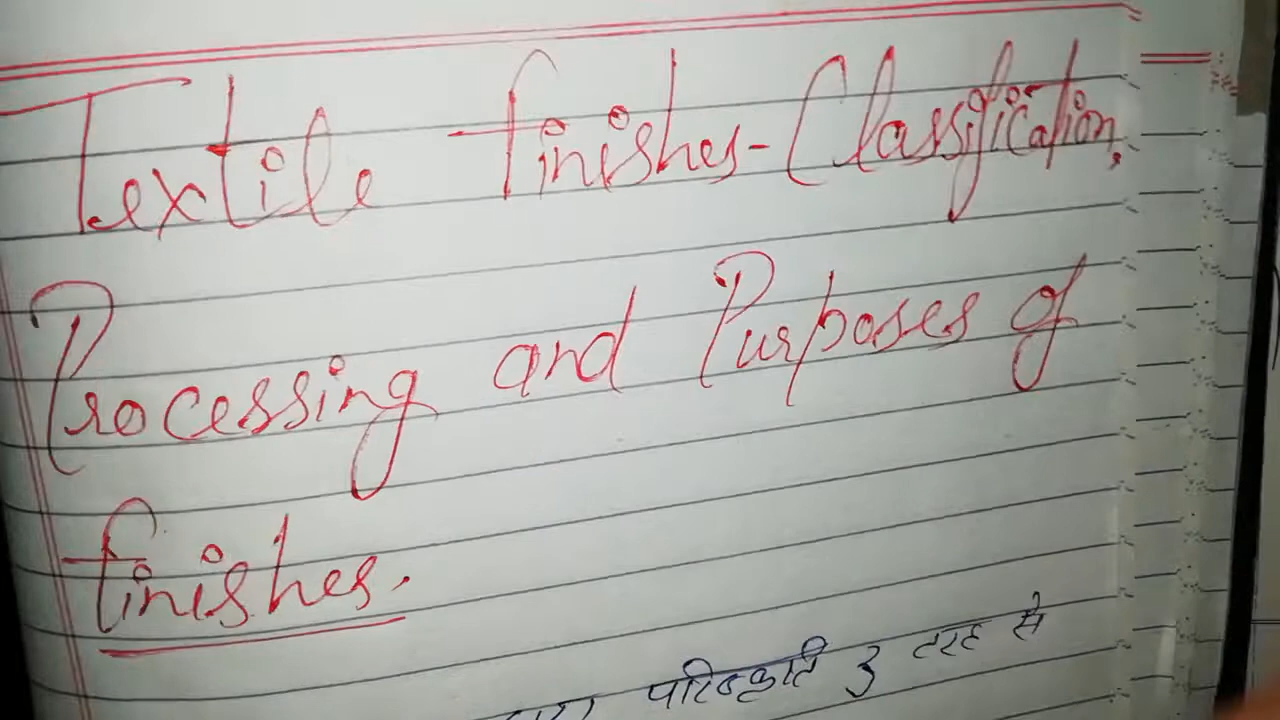 Textile finishes - Classification,
Processing and Purposes of
finishes.
परिष्कृति 3 तरह से